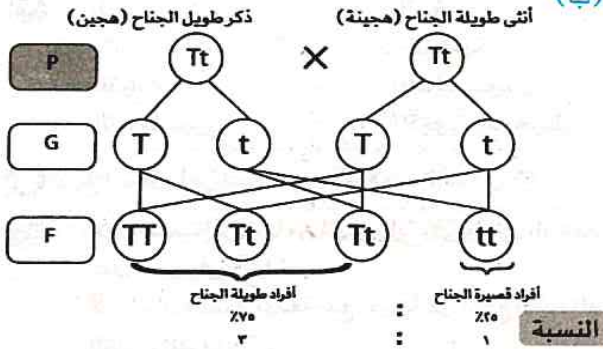 (ب)
أنثى طويلة الجناح (هجينة) ذكر طويل الجناح (هجين)
P Tt × Tt
G T t T t
F TT Tt Tt tt
أفراد قصيرة الجناح أفراد طويلة الجناح
٪٢٥ : ٪٧٥
النسبة ١ : ٣